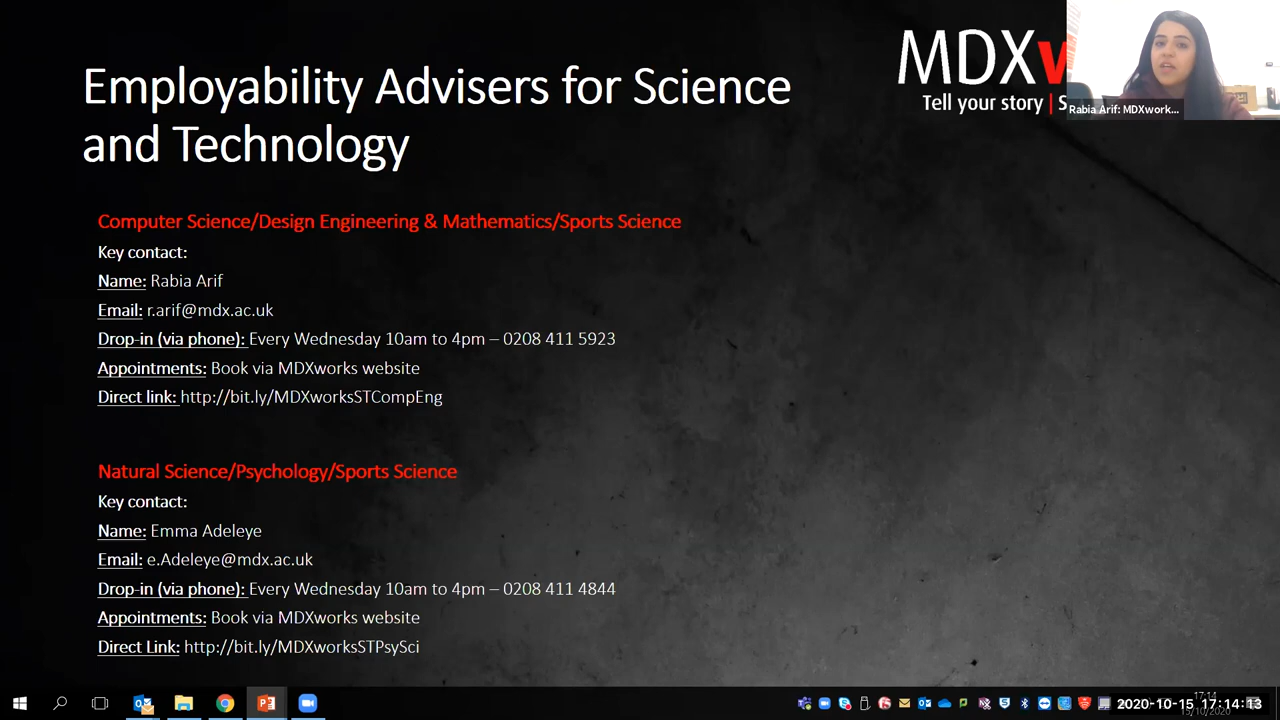 Employability Advisers for Science
and Technology
MDXw
Tell your story | S
Rabia Arif: MDXwork...
Computer Science/Design Engineering & Mathematics/Sports Science
Key contact:
Name: Rabia Arif
Email: r.arif@mdx.ac.uk
Drop-in (via phone): Every Wednesday 10am to 4pm – 0208 411 5923
Appointments: Book via MDXworks website
Direct link: http://bit.ly/MDXworksSTCompEng
Natural Science/Psychology/Sports Science
Key contact:
Name: Emma Adeleye
Email: e.Adeleye@mdx.ac.uk
Drop-in (via phone): Every Wednesday 10am to 4pm – 0208 411 4844
Appointments: Book via MDXworks website
Direct Link: http://bit.ly/MDXworksSTPsySci
17:14
2020-10-15 17:14:13
15/10/2020